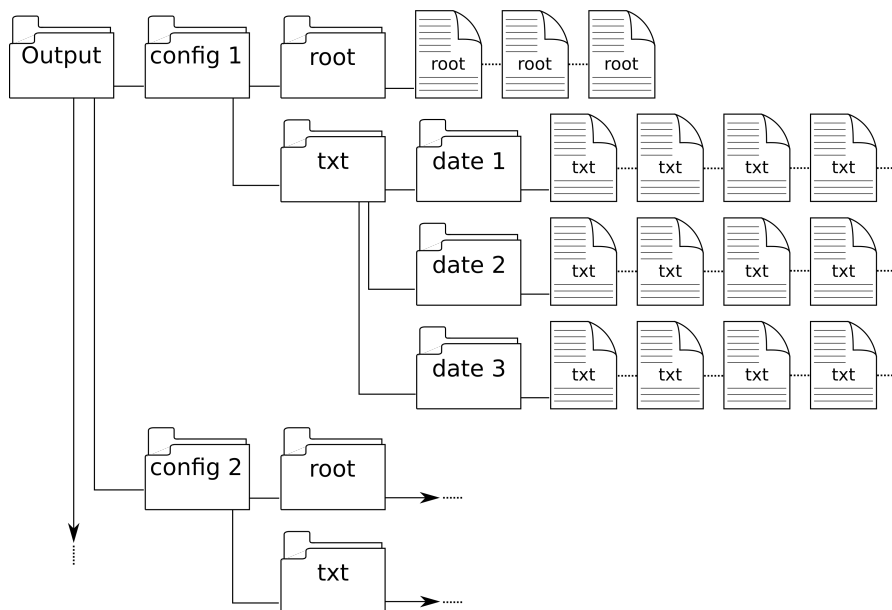 Output config 1 root root root root
txt date 1 txt txt txt txt
date 2 txt txt txt txt
date 3 txt txt txt txt
config 2 root
txt